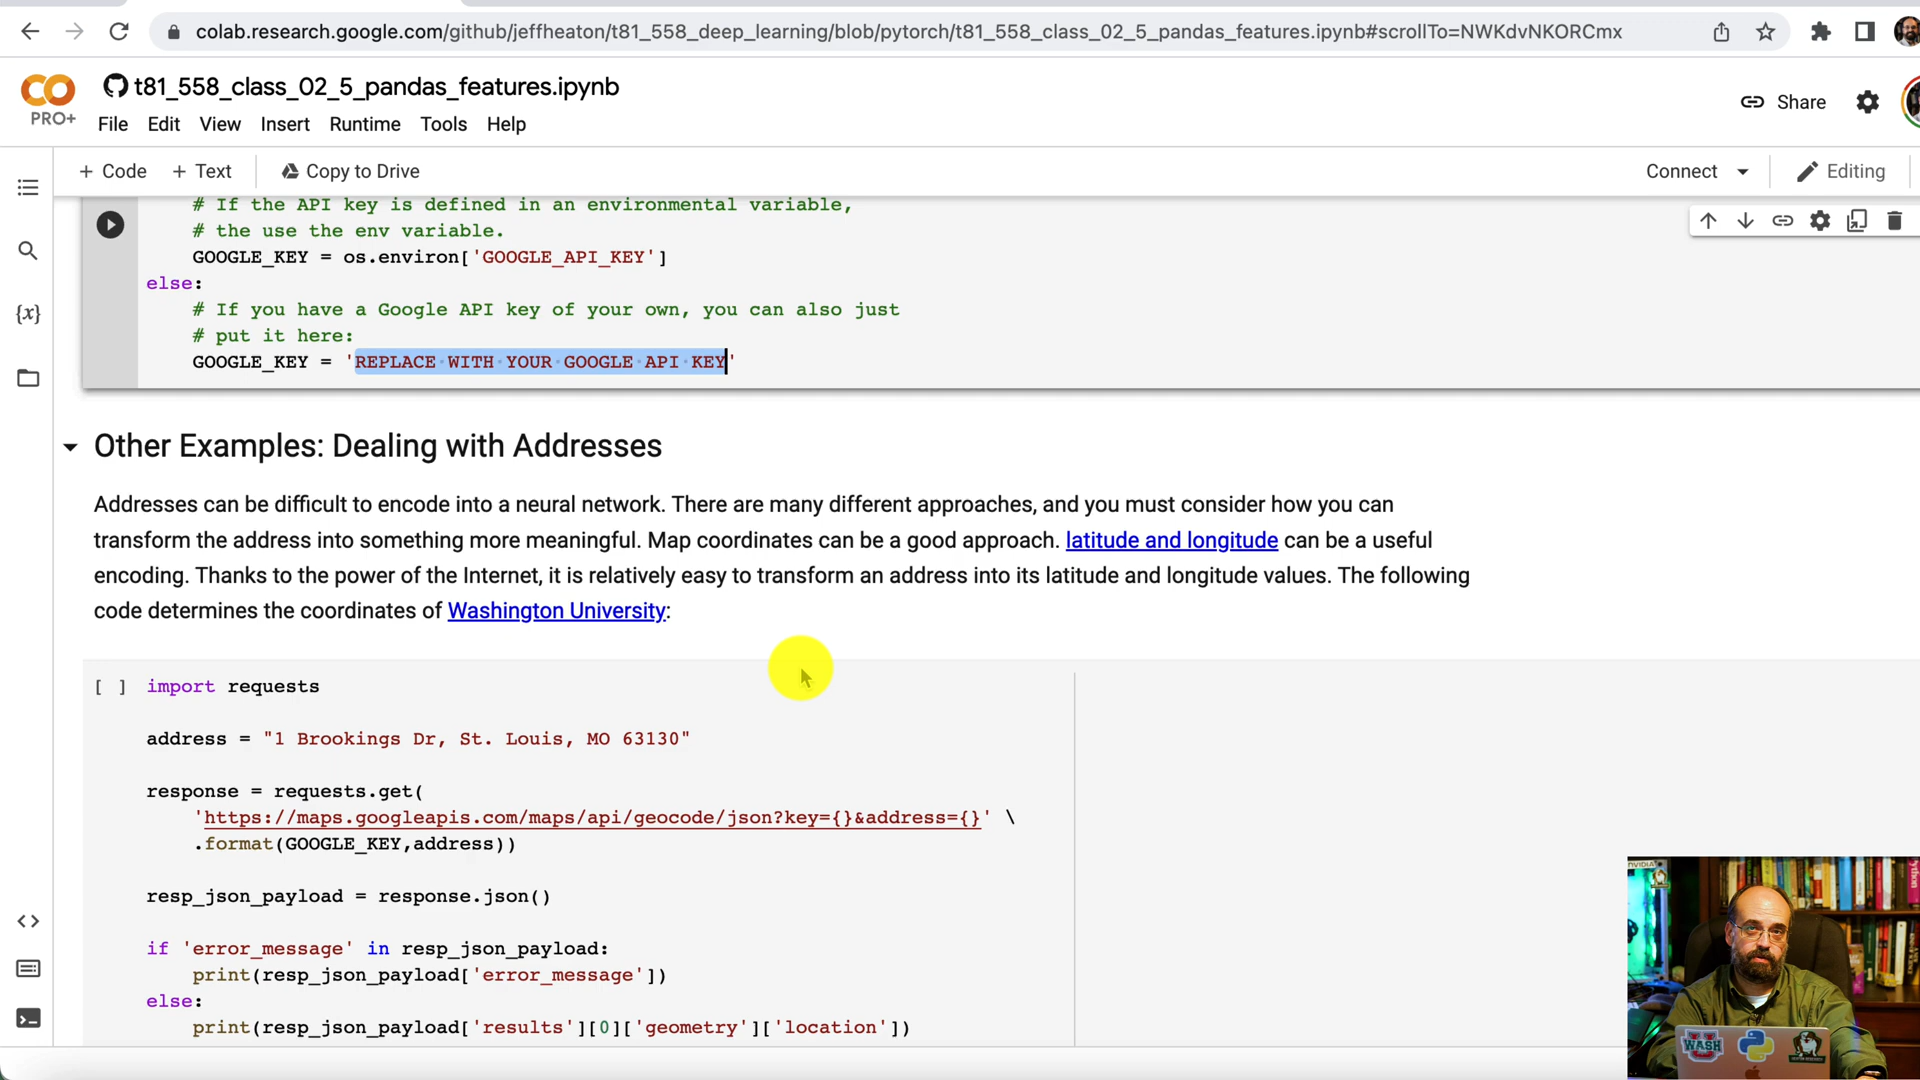 colab.research.google.com/github/jeffheaton/t81_558_deep_learning/blob/pytorch/t81_558_class_02_5_pandas_features.ipynb#scrollTo=NWKdvNKORCmx
t81_558_class_02_5_pandas_features.ipynb
PRO+
File Edit View Insert Runtime Tools Help
Share
+ Code + Text Copy to Drive
Connect
Editing
# If the API key is defined in an environmental variable,
# the use the env variable.
GOOGLE_KEY = os.environ['GOOGLE_API_KEY']
else:
# If you have a Google API key of your own, you can also just
# put it here:
GOOGLE_KEY = 'REPLACE WITH YOUR GOOGLE API KEY'
{x}
Other Examples: Dealing with Addresses
Addresses can be difficult to encode into a neural network. There are many different approaches, and you must consider how you can
transform the address into something more meaningful. Map coordinates can be a good approach. latitude and longitude can be a useful
encoding. Thanks to the power of the Internet, it is relatively easy to transform an address into its latitude and longitude values. The following
code determines the coordinates of Washington University:
[ ] import requests
address = "1 Brookings Dr, St. Louis, MO 63130"
response = requests.get(
'https://maps.googleapis.com/maps/api/geocode/json?key={}&address={}' \
.format(GOOGLE_KEY,address))
resp_json_payload = response.json()
if 'error_message' in resp_json_payload:
print(resp_json_payload['error_message'])
else:
print(resp_json_payload['results'][0]['geometry']['location'])
NVIDIA
WASH